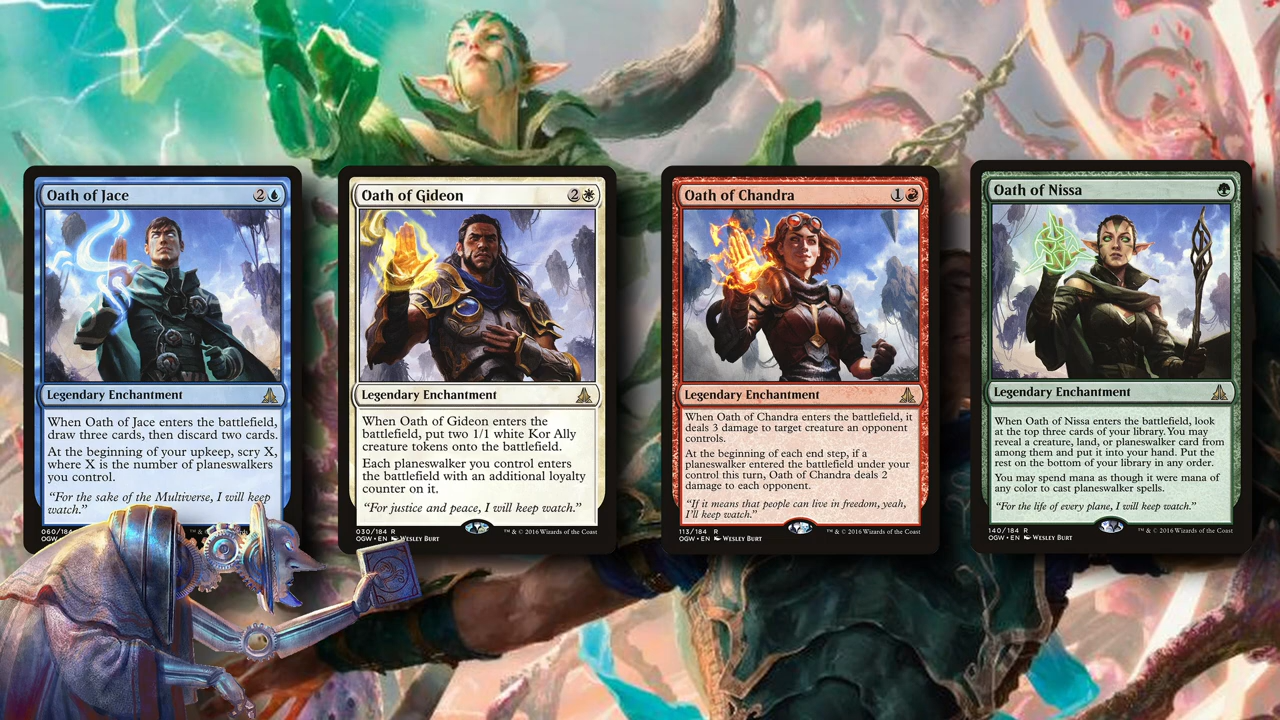 Oath of Jace 2
Legendary Enchantment
When Oath of Jace enters the battlefield,
draw three cards, then discard two cards.
At the beginning of your upkeep, scry X,
where X is the number of planeswalkers
you control.
“For the sake of the Multiverse, I will keep
watch.”
060/184
OGW • EN
Oath of Gideon 2
Legendary Enchantment
When Oath of Gideon enters the
battlefield, put two 1/1 white Kor Ally
creature tokens onto the battlefield.
Each planeswalker you control enters
the battlefield with an additional loyalty
counter on it.
“For justice and peace, I will keep watch.”
030/184 R
OGW • EN Wesley Burt
™ & © 2016 Wizards of the Coast
Oath of Chandra 1
Legendary Enchantment
When Oath of Chandra enters the battlefield, it
deals 3 damage to target creature an opponent
controls.
At the beginning of each end step, if a
planeswalker entered the battlefield under your
control this turn, Oath of Chandra deals 2
damage to each opponent.
“If it means that people can live in freedom, yeah,
I’ll keep watch.”
113/184 R
OGW • EN Wesley Burt
™ & © 2016 Wizards of the Coast
Oath of Nissa
Legendary Enchantment
When Oath of Nissa enters the battlefield, look
at the top three cards of your library. You may
reveal a creature, land, or planeswalker card from
among them and put it into your hand. Put the
rest on the bottom of your library in any order.
You may spend mana as though it were mana of
any color to cast planeswalker spells.
“For the life of every plane, I will keep watch.”
140/184 R
OGW • EN Wesley Burt
™ & © 2016 Wizards of the Coast